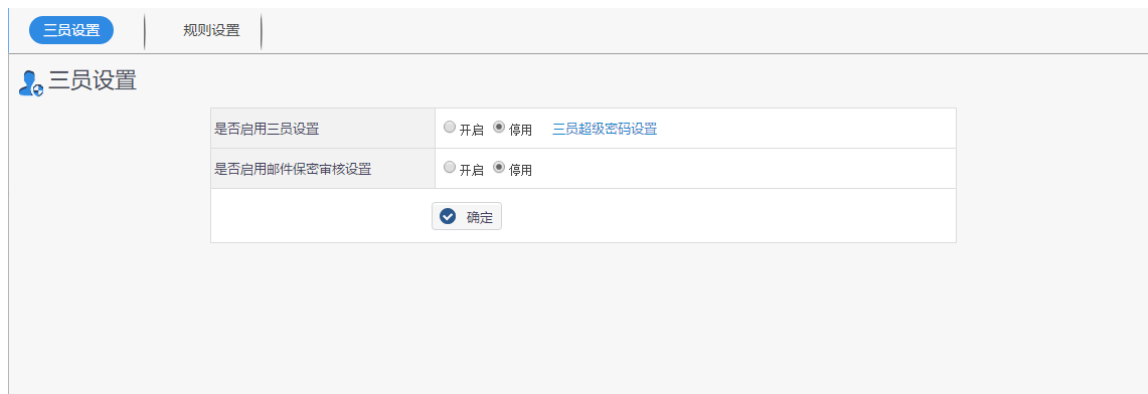 三员设置 规则设置
三员设置
是否启用三员设置 开启 停用 三员超级密码设置
是否启用邮件保密审核设置 开启 停用
确定